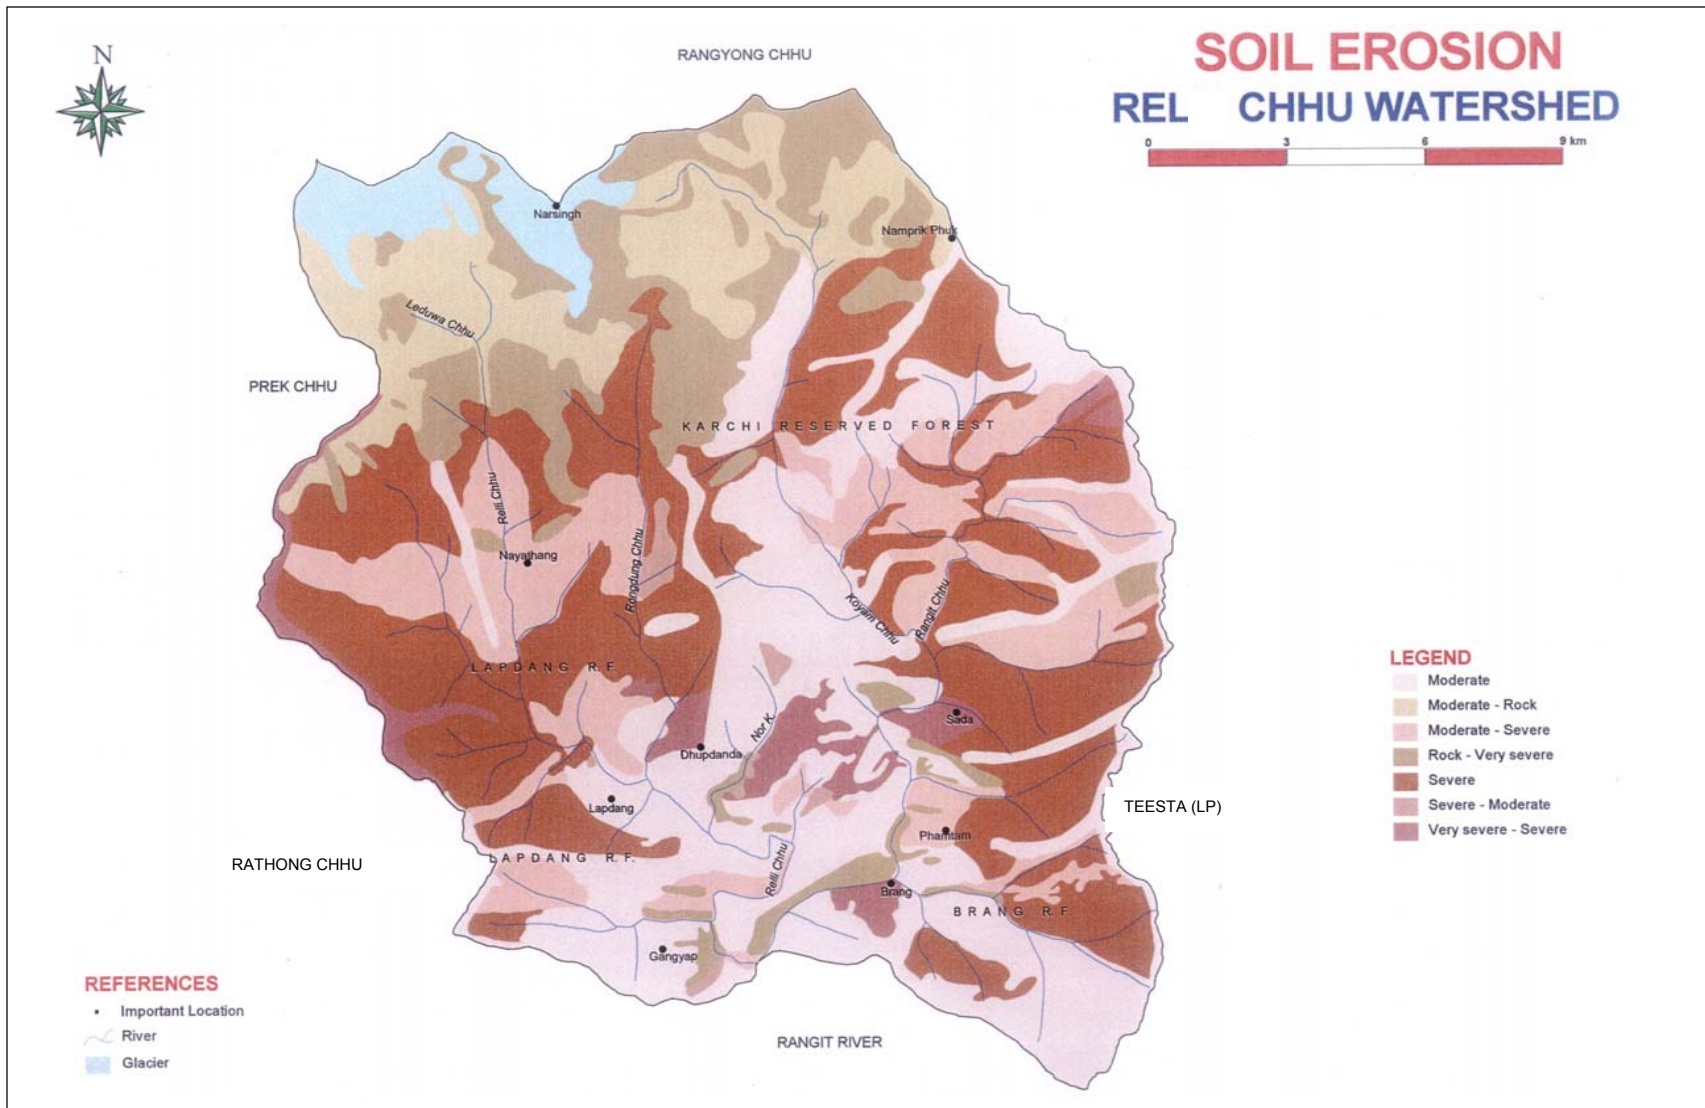 N
RANGYONG CHHU
SOIL EROSION
REL CHHU WATERSHED
0 3 6 9 km
Narsingh
Namprik Phuk
Leduwa Chhu
PREK CHHU
KARCHI RESERVED FOREST
Relli Chhu
Rongdung Chhu
Nayathang
Koyam Chhu
Rangit Chhu
LAPDANG R.F.
Nor K.
Sada
Dhupdanda
Lapdang
TEESTA (LP)
Phamtam
RATHONG CHHU
LAPDANG R.F.
Relli Chhu
Brang
BRANG R.F.
Gangyap
RANGIT RIVER
LEGEND
Moderate
Moderate - Rock
Moderate - Severe
Rock - Very severe
Severe
Severe - Moderate
Very severe - Severe
REFERENCES
Important Location
River
Glacier